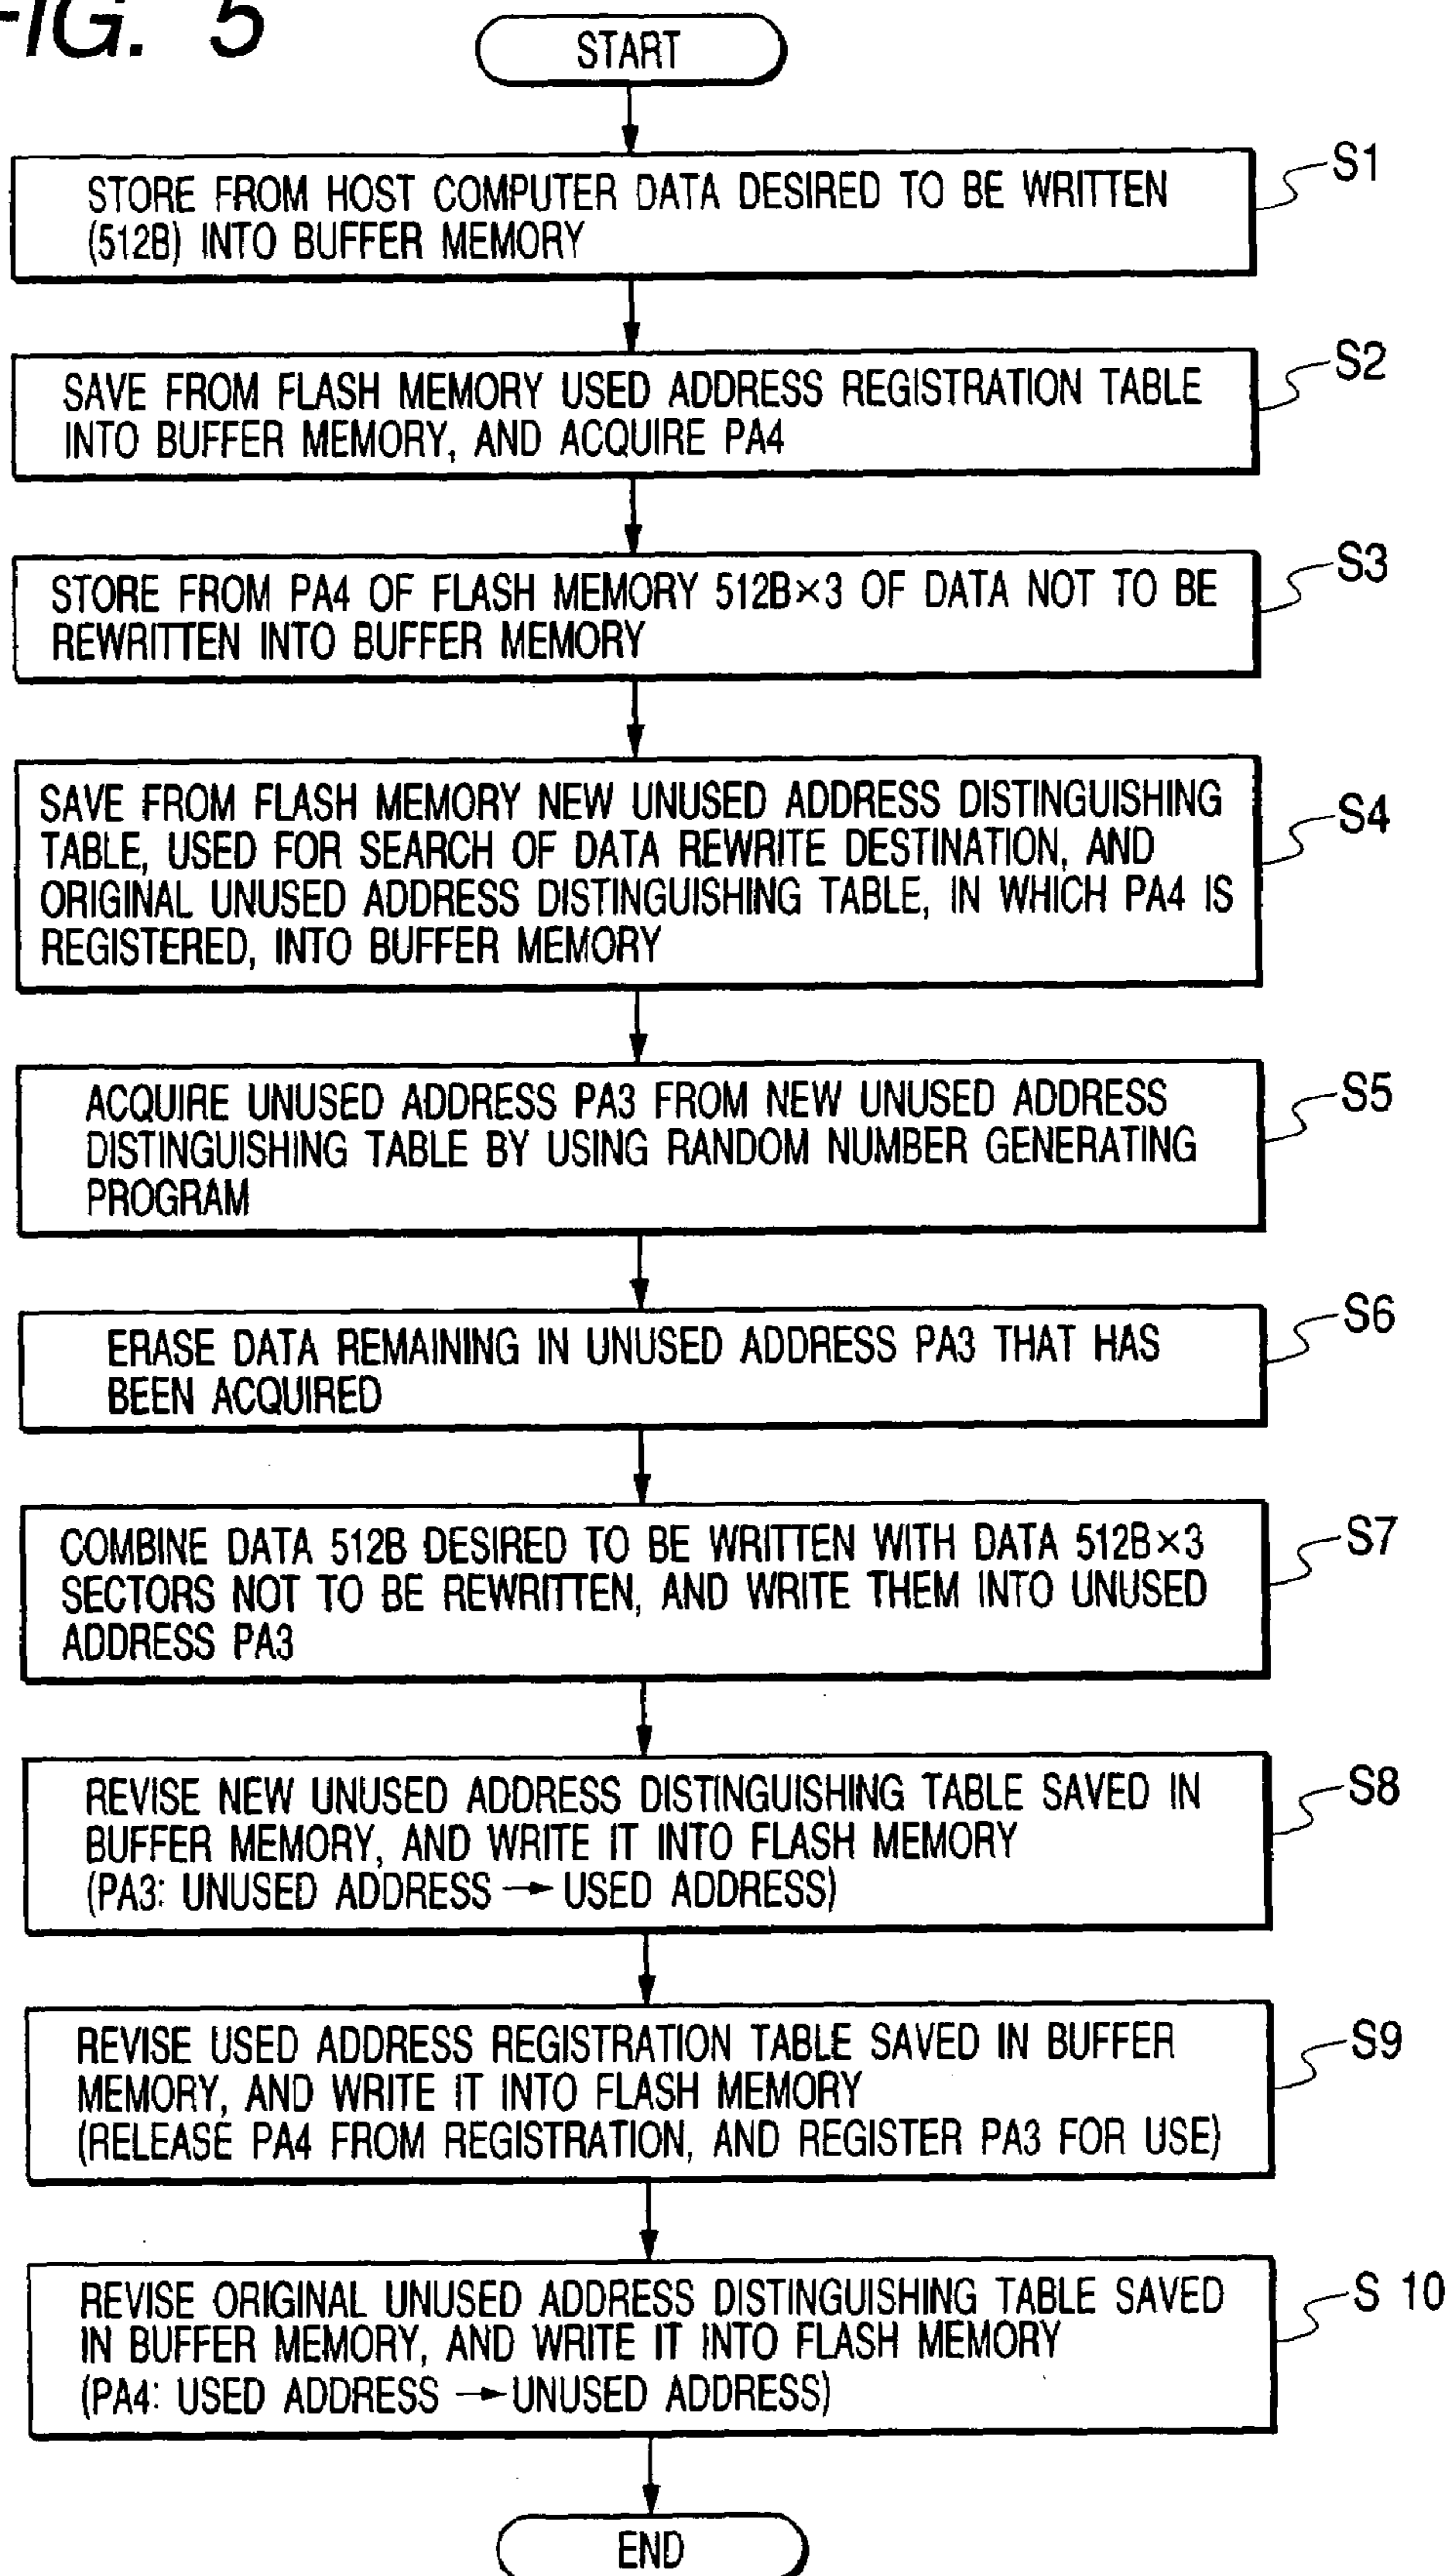 FIG. 5
START
STORE FROM HOST COMPUTER DATA DESIRED TO BE WRITTEN
(512B) INTO BUFFER MEMORY
S1
SAVE FROM FLASH MEMORY USED ADDRESS REGISTRATION TABLE
INTO BUFFER MEMORY, AND ACQUIRE PA4
S2
STORE FROM PA4 OF FLASH MEMORY 512B×3 OF DATA NOT TO BE
REWRITTEN INTO BUFFER MEMORY
S3
SAVE FROM FLASH MEMORY NEW UNUSED ADDRESS DISTINGUISHING
TABLE, USED FOR SEARCH OF DATA REWRITE DESTINATION, AND
ORIGINAL UNUSED ADDRESS DISTINGUISHING TABLE, IN WHICH PA4 IS
REGISTERED, INTO BUFFER MEMORY
S4
ACQUIRE UNUSED ADDRESS PA3 FROM NEW UNUSED ADDRESS
DISTINGUISHING TABLE BY USING RANDOM NUMBER GENERATING
PROGRAM
S5
ERASE DATA REMAINING IN UNUSED ADDRESS PA3 THAT HAS
BEEN ACQUIRED
S6
COMBINE DATA 512B DESIRED TO BE WRITTEN WITH DATA 512B×3
SECTORS NOT TO BE REWRITTEN, AND WRITE THEM INTO UNUSED
ADDRESS PA3
S7
REVISE NEW UNUSED ADDRESS DISTINGUISHING TABLE SAVED IN
BUFFER MEMORY, AND WRITE IT INTO FLASH MEMORY
(PA3: UNUSED ADDRESS → USED ADDRESS)
S8
REVISE USED ADDRESS REGISTRATION TABLE SAVED IN BUFFER
MEMORY, AND WRITE IT INTO FLASH MEMORY
(RELEASE PA4 FROM REGISTRATION, AND REGISTER PA3 FOR USE)
S9
REVISE ORIGINAL UNUSED ADDRESS DISTINGUISHING TABLE SAVED
IN BUFFER MEMORY, AND WRITE IT INTO FLASH MEMORY
(PA4: USED ADDRESS → UNUSED ADDRESS)
S 10
END